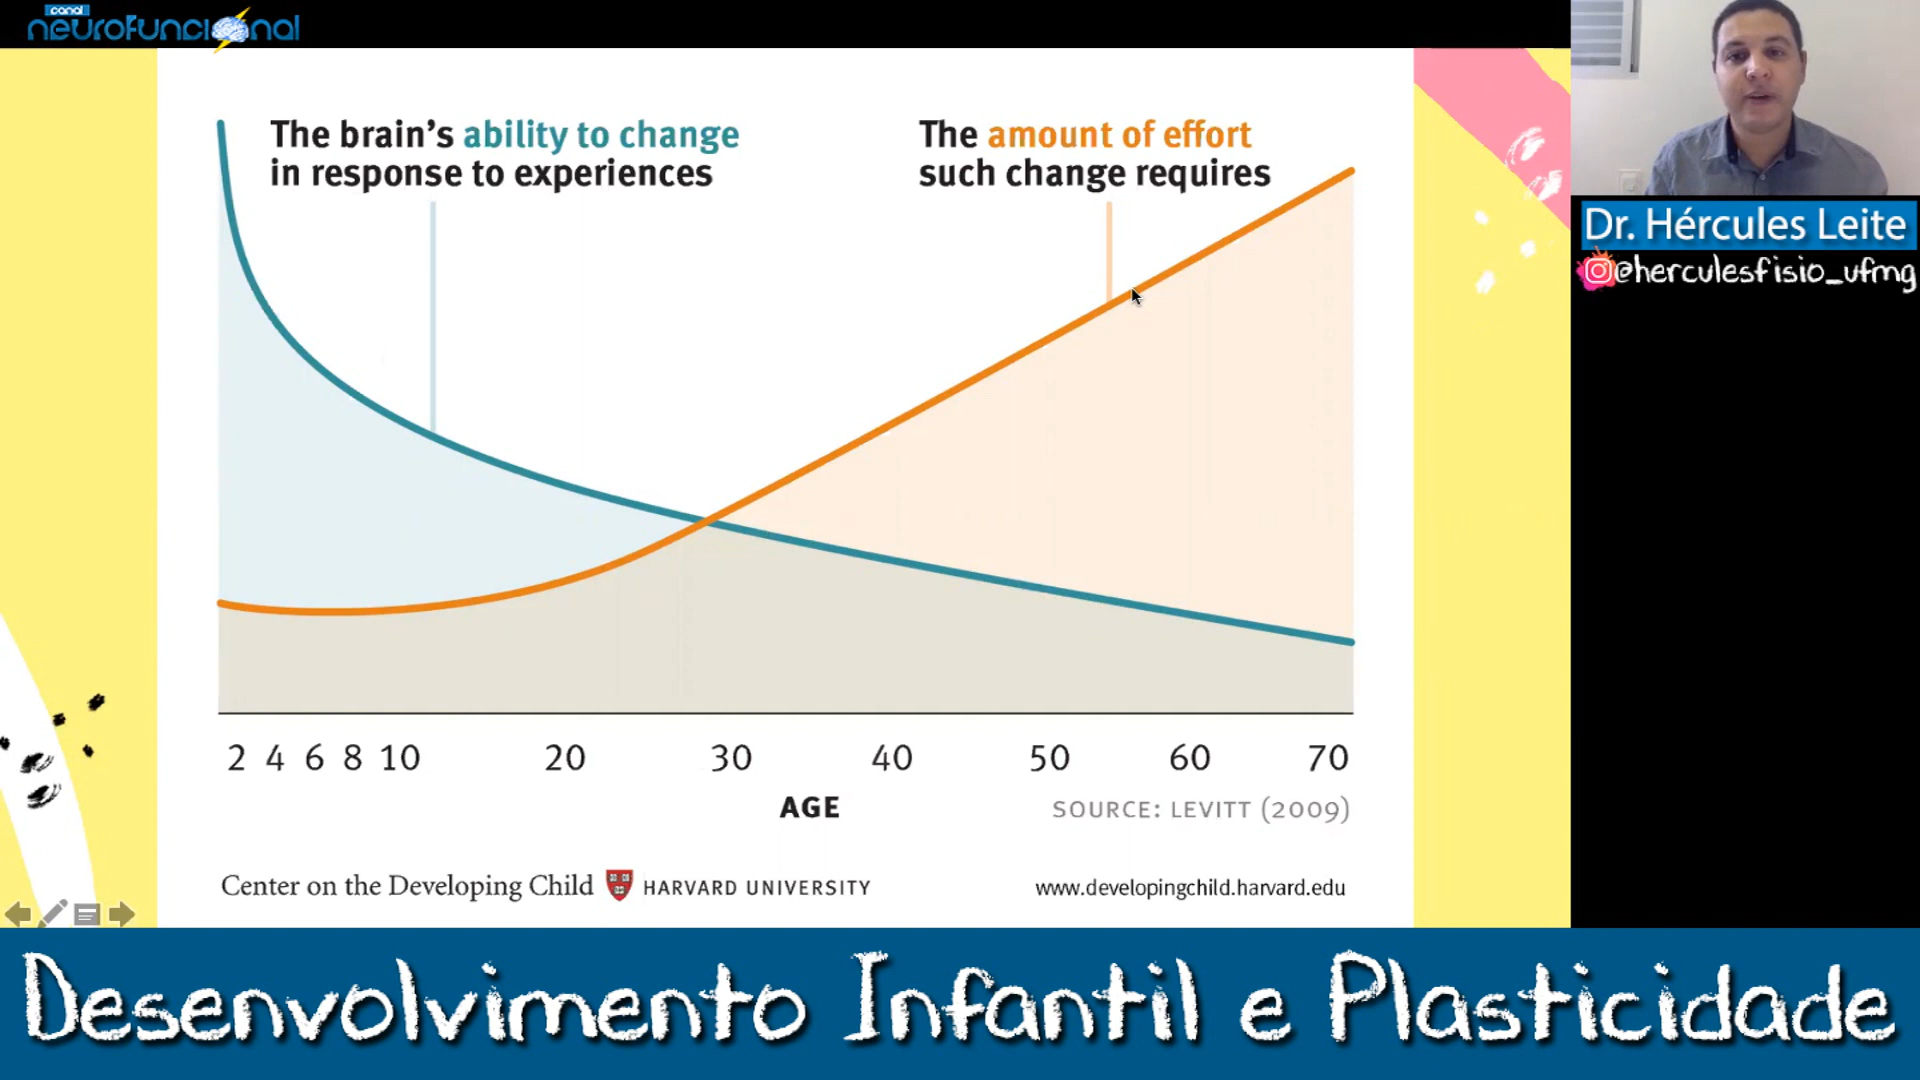 canal
neurofuncional
The brain's ability to change
in response to experiences
The amount of effort
such change requires
2 4 6 8 10 20 30 40 50 60 70
AGE
SOURCE: LEVITT (2009)
Center on the Developing Child HARVARD UNIVERSITY
www.developingchild.harvard.edu
Dr. Hércules Leite
@herculesfisio_ufmg
Desenvolvimento Infantil e Plasticidade